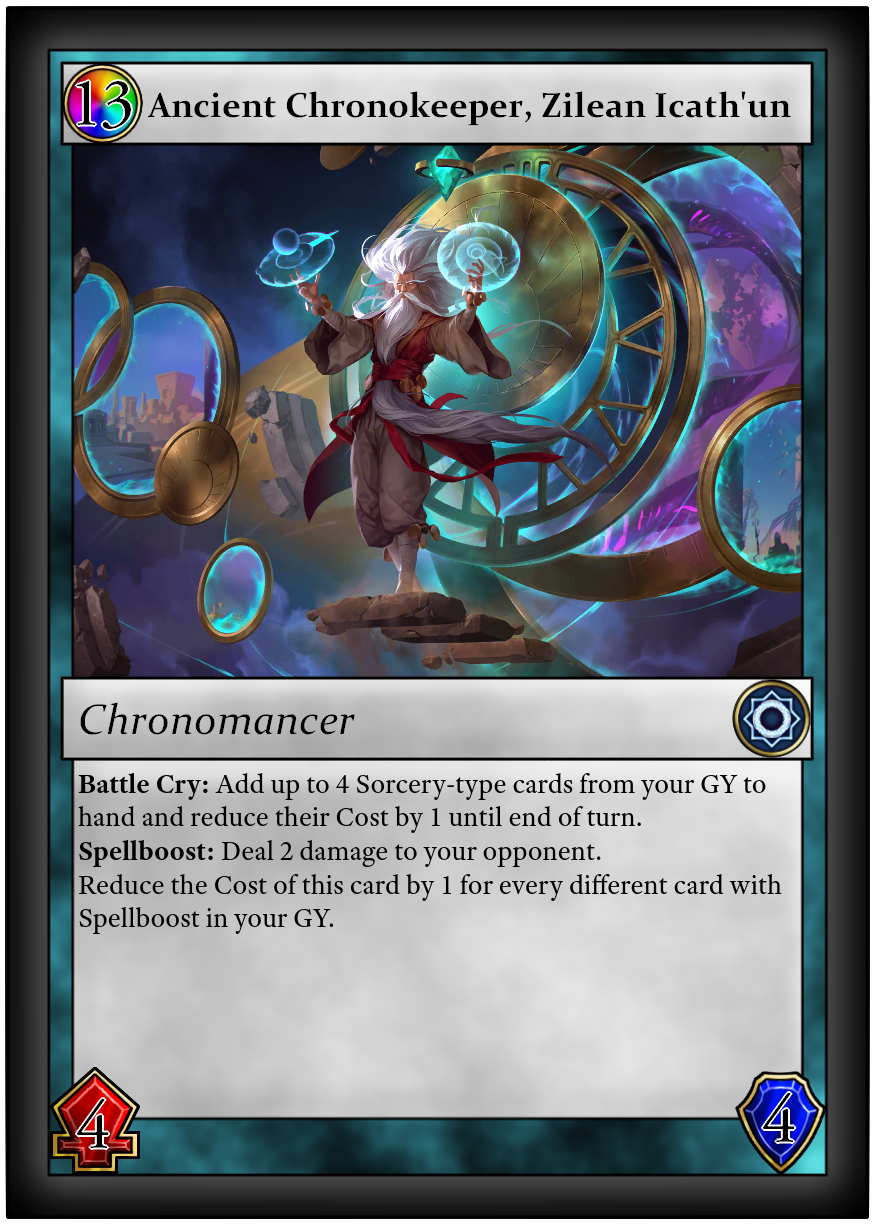 13 Ancient Chronokeeper, Zilean Icath'un
Chronomancer
Battle Cry: Add up to 4 Sorcery-type cards from your GY to
hand and reduce their Cost by 1 until end of turn.
Spellboost: Deal 2 damage to your opponent.
Reduce the Cost of this card by 1 for every different card with
Spellboost in your GY.
4 4